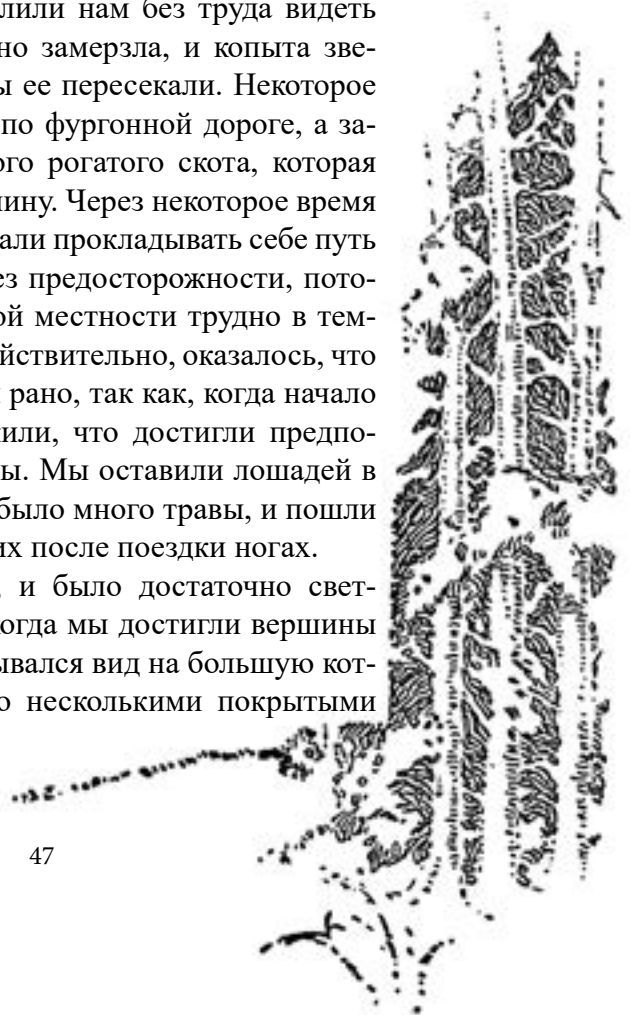 лили нам без труда видеть
но замерзла, и копыта зве-
ы ее пересекали. Некоторое
по фургонной дороге, а за-
ого рогатого скота, которая
лину. Через некоторое время
али прокладывать себе путь
ез предосторожности, пото-
ой местности трудно в тем-
йствительно, оказалось, что
рано, так как, когда начало
или, что достигли предпо-
ы. Мы оставили лошадей в
было много травы, и пошли
их после поездки ногах.
и было достаточно свет-
когда мы достигли вершины
ывался вид на большую кот-
о несколькими покрытыми
47